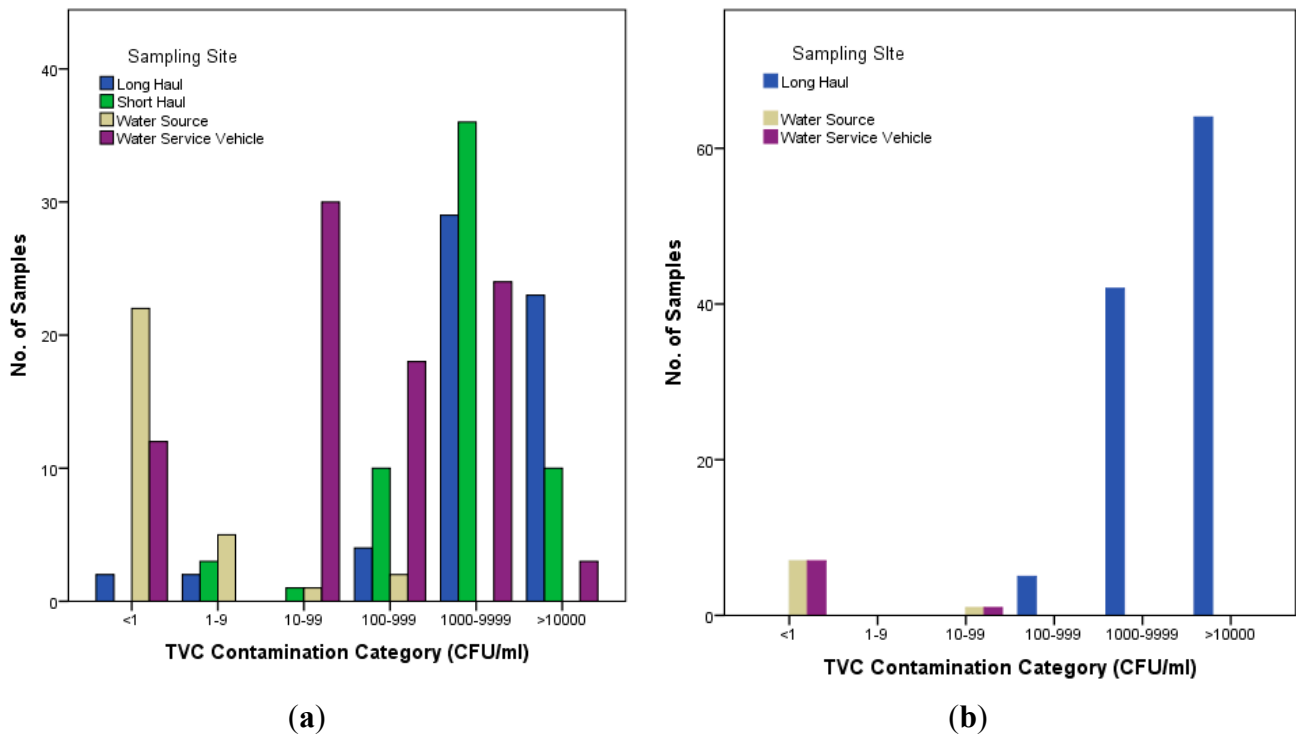 Sampling Site
Long Haul
Short Haul
Water Source
Water Service Vehicle
No. of Samples
40
30
20
10
0
<1 1-9 10-99 100-999 1000-9999 >10000
TVC Contamination Category (CFU/ml)
(a)
Sampling SIte
Long Haul
Water Source
Water Service Vehicle
No. of Samples
60
40
20
0
<1 1-9 10-99 100-999 1000-9999 >10000
TVC Contamination Category (CFU/ml)
(b)